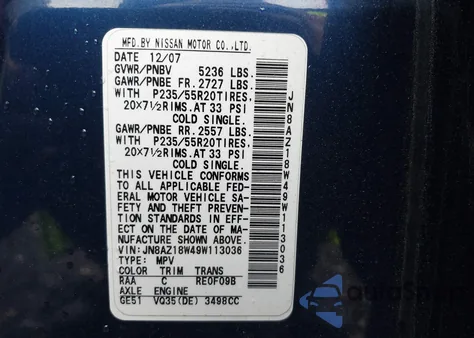 MFD.BY NISSAN MOTOR CO.,LTD.
DATE 12/07
GVWR/PNBV 5236 LBS.
GAWR/PNBE FR. 2727 LBS.
WITH P235/55R20TIRES,
20X7½RIMS.AT 33 PSI
COLD SINGLE.
GAWR/PNBE RR. 2557 LBS.
WITH P235/55R20TIRES,
20X7½RIMS.AT 33 PSI
COLD SINGLE.
THIS VEHICLE CONFORMS
TO ALL APPLICABLE FED-
ERAL MOTOR VEHICLE SA-
FETY AND THEFT PREVEN-
TION STANDARDS IN EFF-
ECT ON THE DATE OF MA-
NUFACTURE SHOWN ABOVE.
VIN:JN8AZ18W49W113036
TYPE: MPV
COLOR TRIM TRANS
RAA C RE0F09B
AXLE ENGINE
GE51 VQ35(DE) 3498CC
JN8AZ18W49W113036